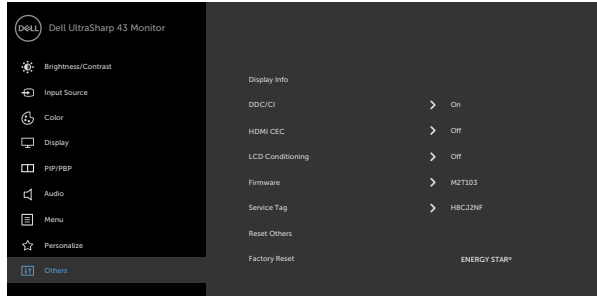 DELL Dell UltraSharp 43 Monitor
Brightness/Contrast
Input Source
Color
Display
PIP/PBP
Audio
Menu
Personalize
Others
Display Info
DDC/CI On
HDMI CEC Off
LCD Conditioning Off
Firmware M2T103
Service Tag H8CJ2NF
Reset Others
Factory Reset ENERGY STAR®